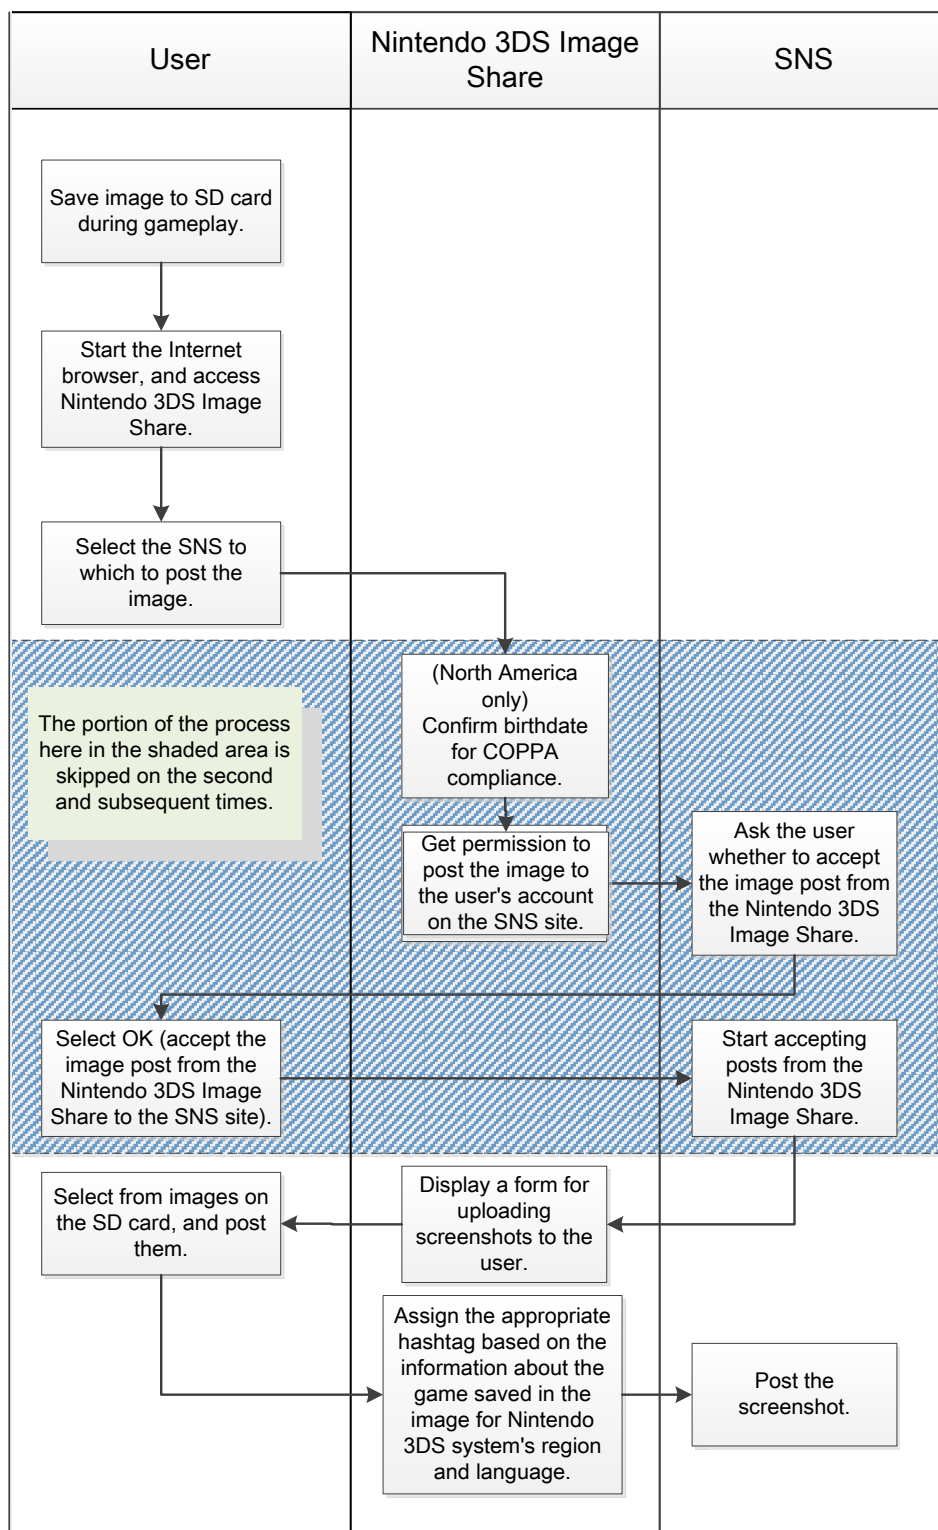 User
Nintendo 3DS Image
Share
SNS
Save image to SD card
during gameplay.
Start the Internet
browser, and access
Nintendo 3DS Image
Share.
Select the SNS to
which to post the
image.
(North America
only)
Confirm birthdate
for COPPA
compliance.
The portion of the process
here in the shaded area is
skipped on the second
and subsequent times.
Get permission to
post the image to
the user's account
on the SNS site.
Ask the user
whether to accept
the image post from
the Nintendo 3DS
Image Share.
Select OK (accept the
image post from the
Nintendo 3DS Image
Share to the SNS site).
Start accepting
posts from the
Nintendo 3DS
Image Share.
Display a form for
uploading
screenshots to the
user.
Select from images on
the SD card, and post
them.
Assign the appropriate
hashtag based on the
information about the
game saved in the
image for Nintendo
3DS system's region
and language.
Post the
screenshot.